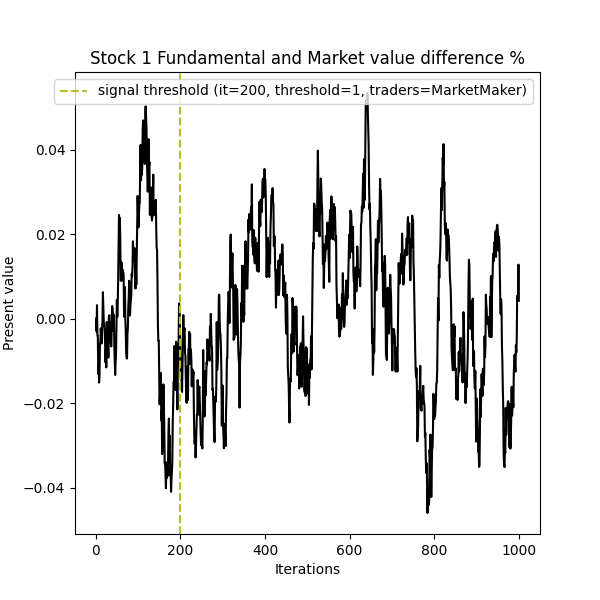 Stock 1 Fundamental and Market value difference %
signal threshold (it=200, threshold=1, traders=MarketMaker)
0.04
0.02
0.00
−0.02
−0.04
Present value
0
200
400
600
800
1000
Iterations